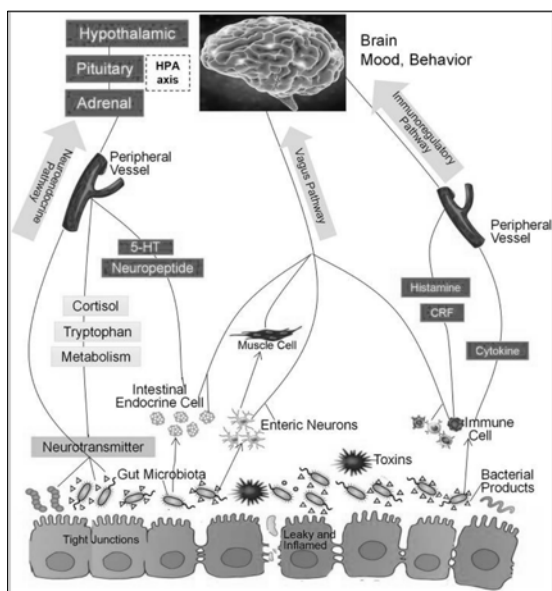 Hypothalamic
Pituitary
HPA
axis
Adrenal
Brain
Mood, Behavior
Neuroendocrine
Pathway
Peripheral
Vessel
Vagus Pathway
Immunoregulatory
Pathway
Peripheral
Vessel
5-HT
Neuropeptide
Histamine
CRF
Cortisol
Tryptophan
Metabolism
Muscle Cell
Cytokine
Intestinal
Endocrine Cell
Enteric Neurons
Immune
Cell
Neurotransmitter
Gut Microbiota
Toxins
Bacterial
Products
Tight Junctions
Leaky and
Inflamed